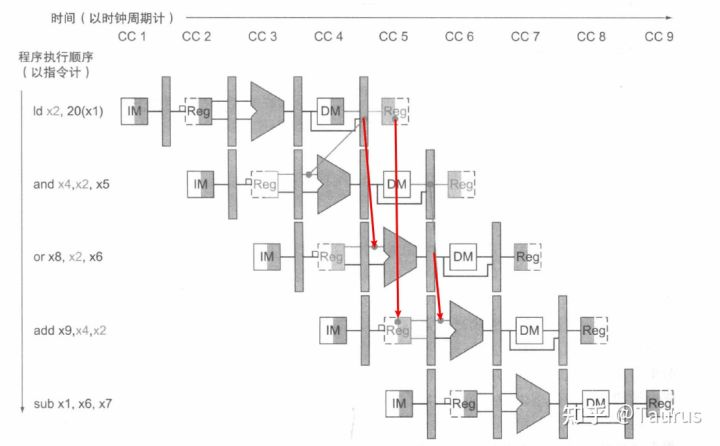 时间（以时钟周期计）
CC 1 CC 2 CC 3 CC 4 CC 5 CC 6 CC 7 CC 8 CC 9
程序执行顺序
（以指令计）
ld x2, 20(x1) IM Reg DM Reg
and x4,x2, x5 IM Reg DM Reg
or x8, x2, x6 IM Reg DM Reg
add x9,x4,x2 IM Reg DM Reg
sub x1, x6, x7 IM Reg DM Reg
知乎 @Taurus